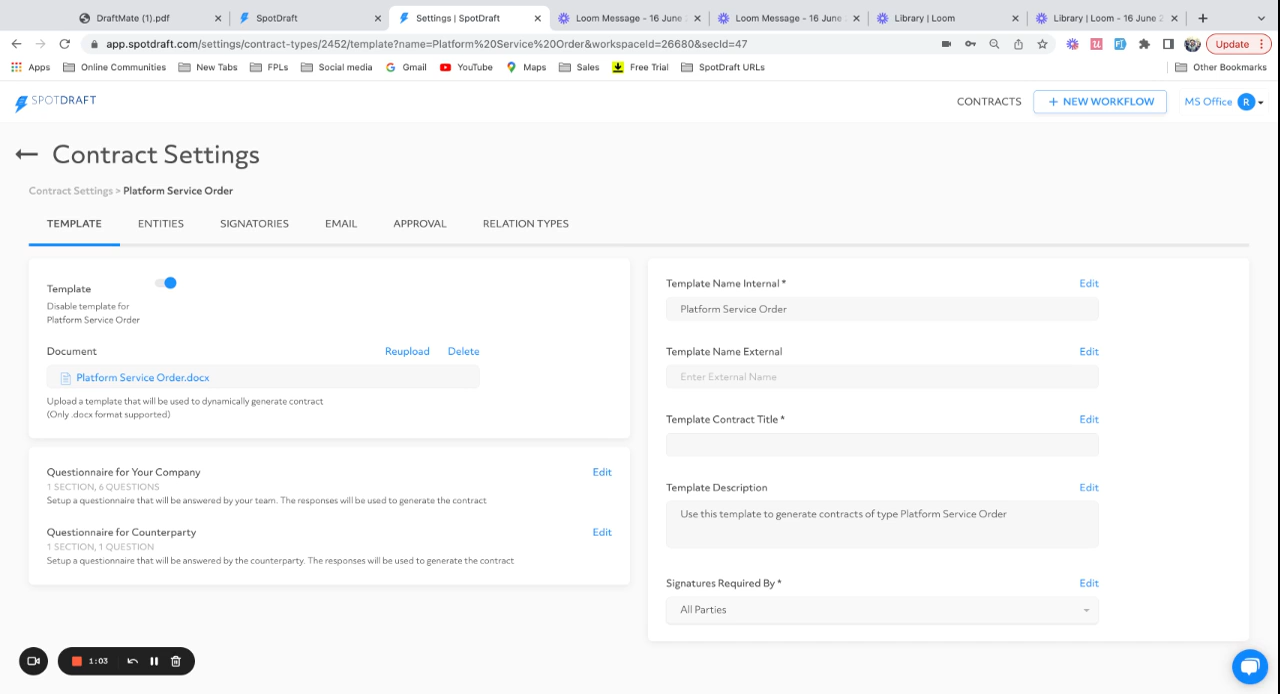 DraftMate (1).pdf
SpotDraft
Settings | SpotDraft
Loom Message - 16 June
Loom Message - 16 June
Library | Loom
Library | Loom - 16 June 2
app.spotdraft.com/settings/contract-types/2452/template?name=Platform%20Service%20Order&workspaceId=26680&secId=47
Update
Apps
Online Communities
New Tabs
FPLs
Social media
Gmail
YouTube
Maps
Sales
Free Trial
SpotDraft URLs
Other Bookmarks
SPOTDRAFT
CONTRACTS
+ NEW WORKFLOW
MS Office R
Contract Settings
Contract Settings > Platform Service Order
TEMPLATE
ENTITIES
SIGNATORIES
EMAIL
APPROVAL
RELATION TYPES
Template
Disable template for
Platform Service Order
Document
Reupload
Delete
Platform Service Order.docx
Upload a template that will be used to dynamically generate contract
(Only .docx format supported)
Questionnaire for Your Company
Edit
1 SECTION, 6 QUESTIONS
Setup a questionnaire that will be answered by your team. The responses will be used to generate the contract
Questionnaire for Counterparty
Edit
1 SECTION, 1 QUESTION
Setup a questionnaire that will be answered by the counterparty. The responses will be used to generate the contract
Template Name Internal *
Edit
Platform Service Order
Template Name External
Edit
Enter External Name
Template Contract Title *
Edit
Template Description
Edit
Use this template to generate contracts of type Platform Service Order
Signatures Required By *
Edit
All Parties
1:03